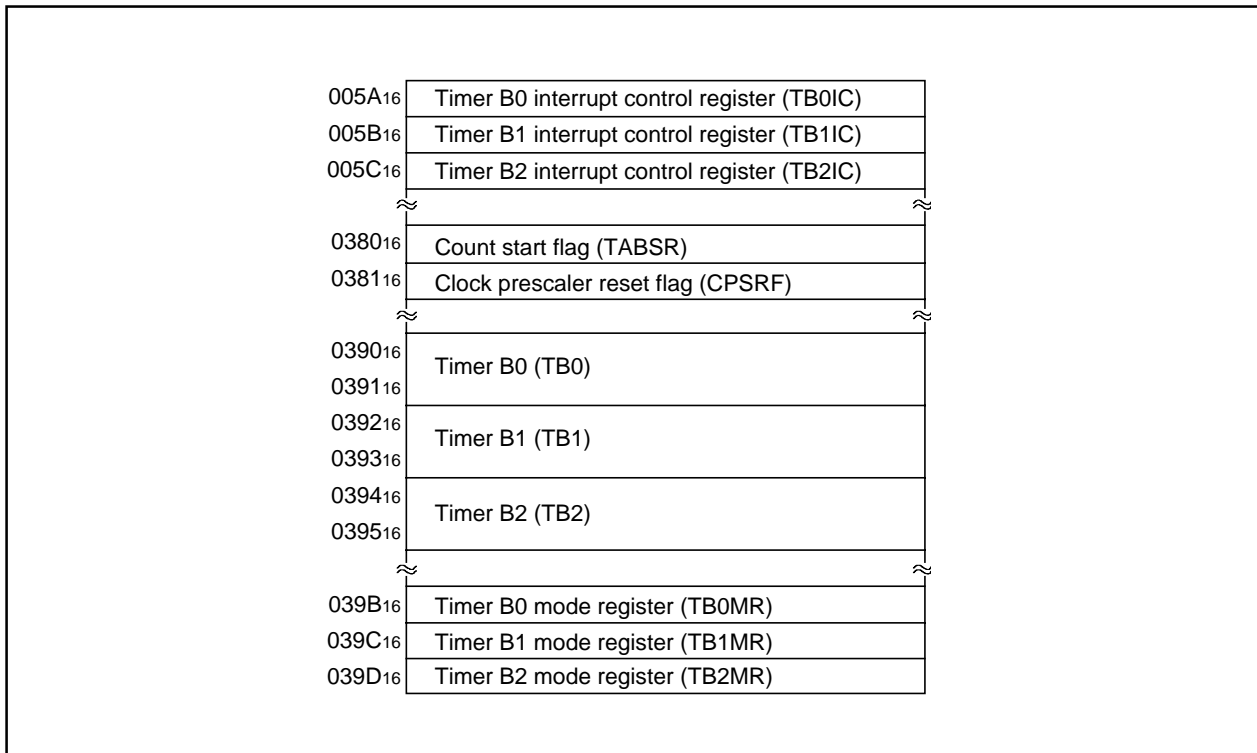 005A16 Timer B0 interrupt control register (TB0IC)
005B16 Timer B1 interrupt control register (TB1IC)
005C16 Timer B2 interrupt control register (TB2IC)
038016 Count start flag (TABSR)
038116 Clock prescaler reset flag (CPSRF)
039016
Timer B0 (TB0)
039116
039216
Timer B1 (TB1)
039316
039416
Timer B2 (TB2)
039516
039B16 Timer B0 mode register (TB0MR)
039C16 Timer B1 mode register (TB1MR)
039D16 Timer B2 mode register (TB2MR)